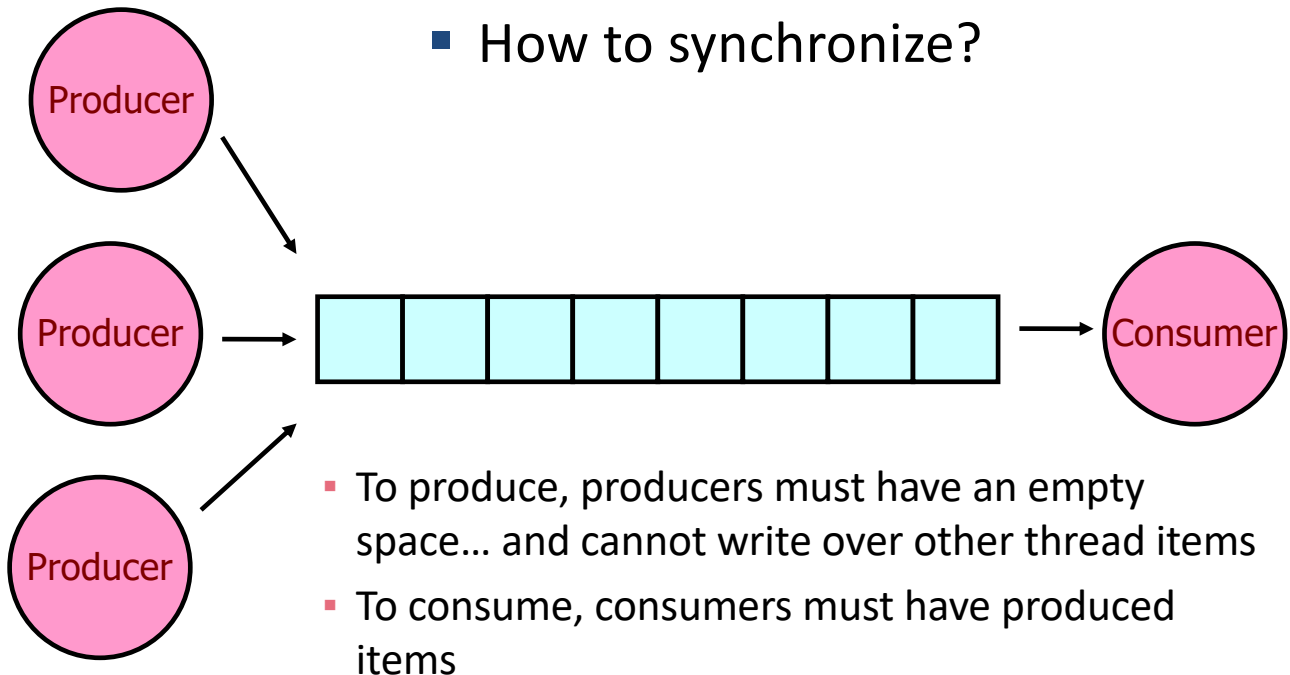 ▪ How to synchronize?
Producer
Producer
Consumer
Producer
▪ To produce, producers must have an empty
space... and cannot write over other thread items
▪ To consume, consumers must have produced
items